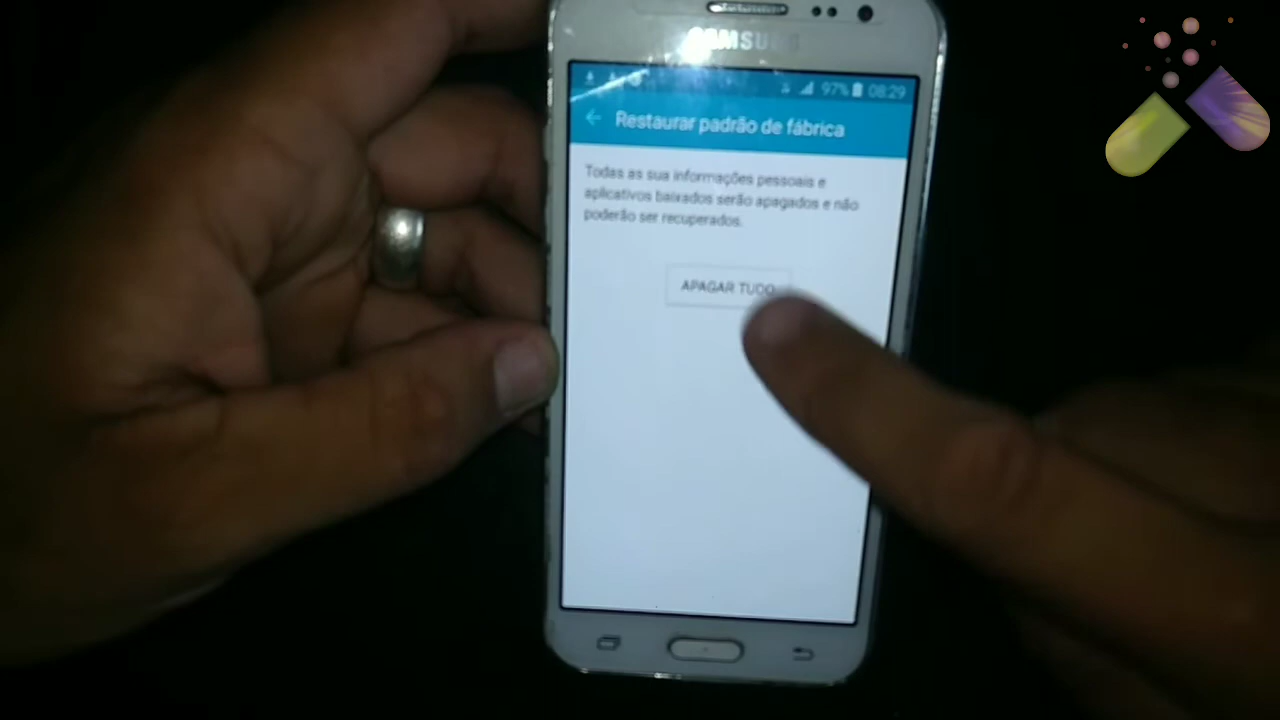 SAMSUNG
97% 08:29
Restaurar padrão de fábrica
Todas as sua informações pessoais e
aplicativos baixados serão apagados e não
poderão ser recuperados.
APAGAR TUDO